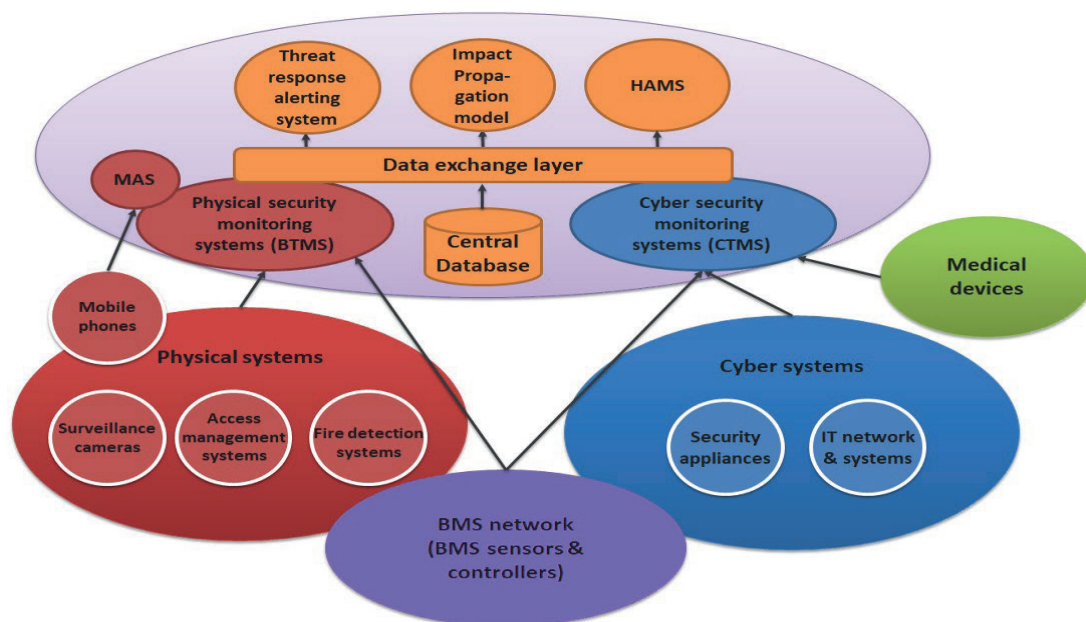 Threat
response
alerting
system
Impact
Propa-
gation
model
HAMS
Data exchange layer
MAS
Physical security
monitoring
systems (BTMS)
Central
Database
Cyber security
monitoring
systems (CTMS)
Medical
devices
Mobile
phones
Physical systems
Surveillance
cameras
Access
management
systems
Fire detection
systems
Cyber systems
Security
appliances
IT network
& systems
BMS network
(BMS sensors &
controllers)